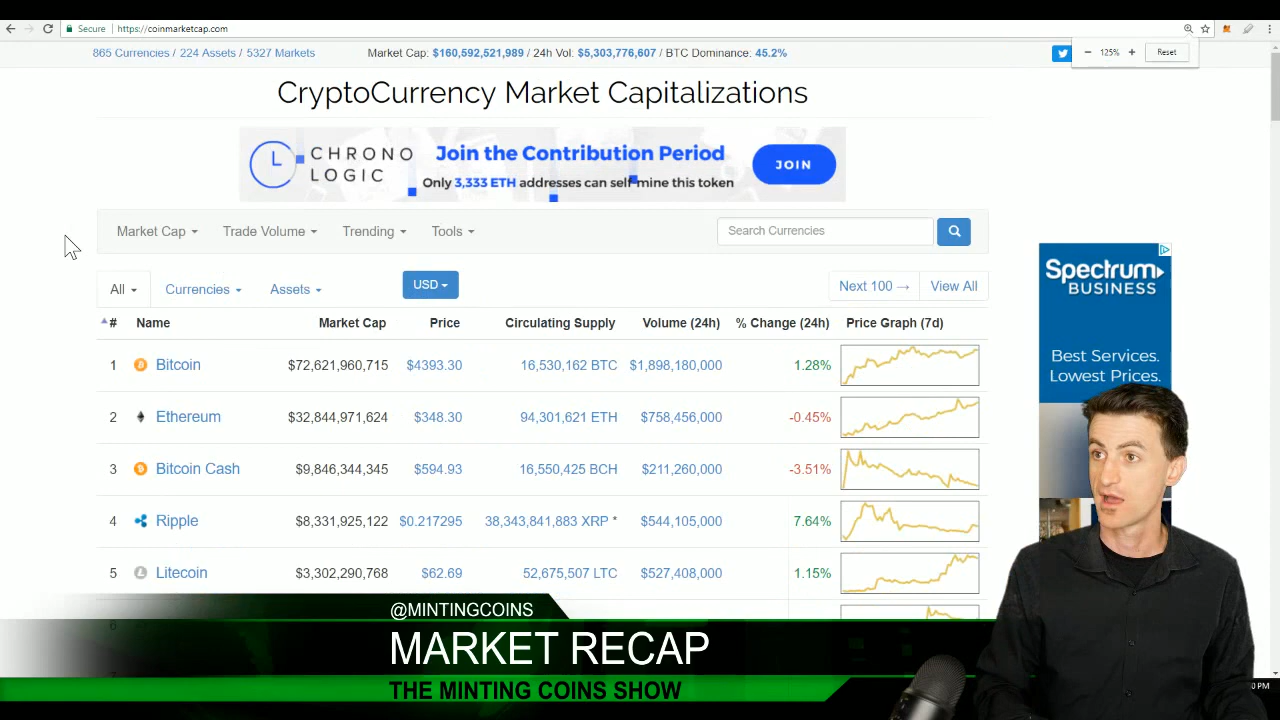 Secure https://coinmarketcap.com
865 Currencies / 224 Assets / 5327 Markets Market Cap: $160,592,521,989 / 24h Vol: $5,303,776,607 / BTC Dominance: 45.2%
− 125% + Reset
CryptoCurrency Market Capitalizations
CHRONO LOGIC
Join the Contribution Period
Only 3,333 ETH addresses can self-mine this token
JOIN
Market Cap Trade Volume Trending Tools Search Currencies
All Currencies Assets USD Next 100 → View All
# Name Market Cap Price Circulating Supply Volume (24h) % Change (24h) Price Graph (7d)
1 Bitcoin $72,621,960,715 $4393.30 16,530,162 BTC $1,898,180,000 1.28%
2 Ethereum $32,844,971,624 $348.30 94,301,621 ETH $758,456,000 -0.45%
3 Bitcoin Cash $9,846,344,345 $594.93 16,550,425 BCH $211,260,000 -3.51%
4 Ripple $8,331,925,122 $0.217295 38,343,841,883 XRP * $544,105,000 7.64%
5 Litecoin $3,302,290,768 $62.69 52,675,507 LTC $527,408,000 1.15%
6
Spectrum
BUSINESS
Best Services.
Lowest Prices.
@MINTINGCOINS
MARKET RECAP
THE MINTING COINS SHOW